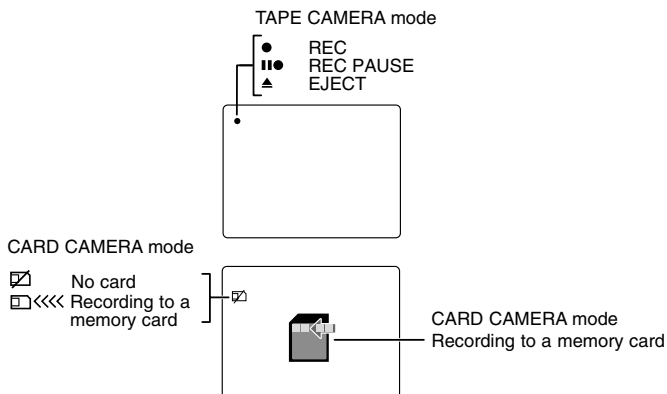 TAPE CAMERA mode
● REC
❚❚● REC PAUSE
▲ EJECT
CARD CAMERA mode
No card
<<<< Recording to a
memory card
CARD CAMERA mode
Recording to a memory card